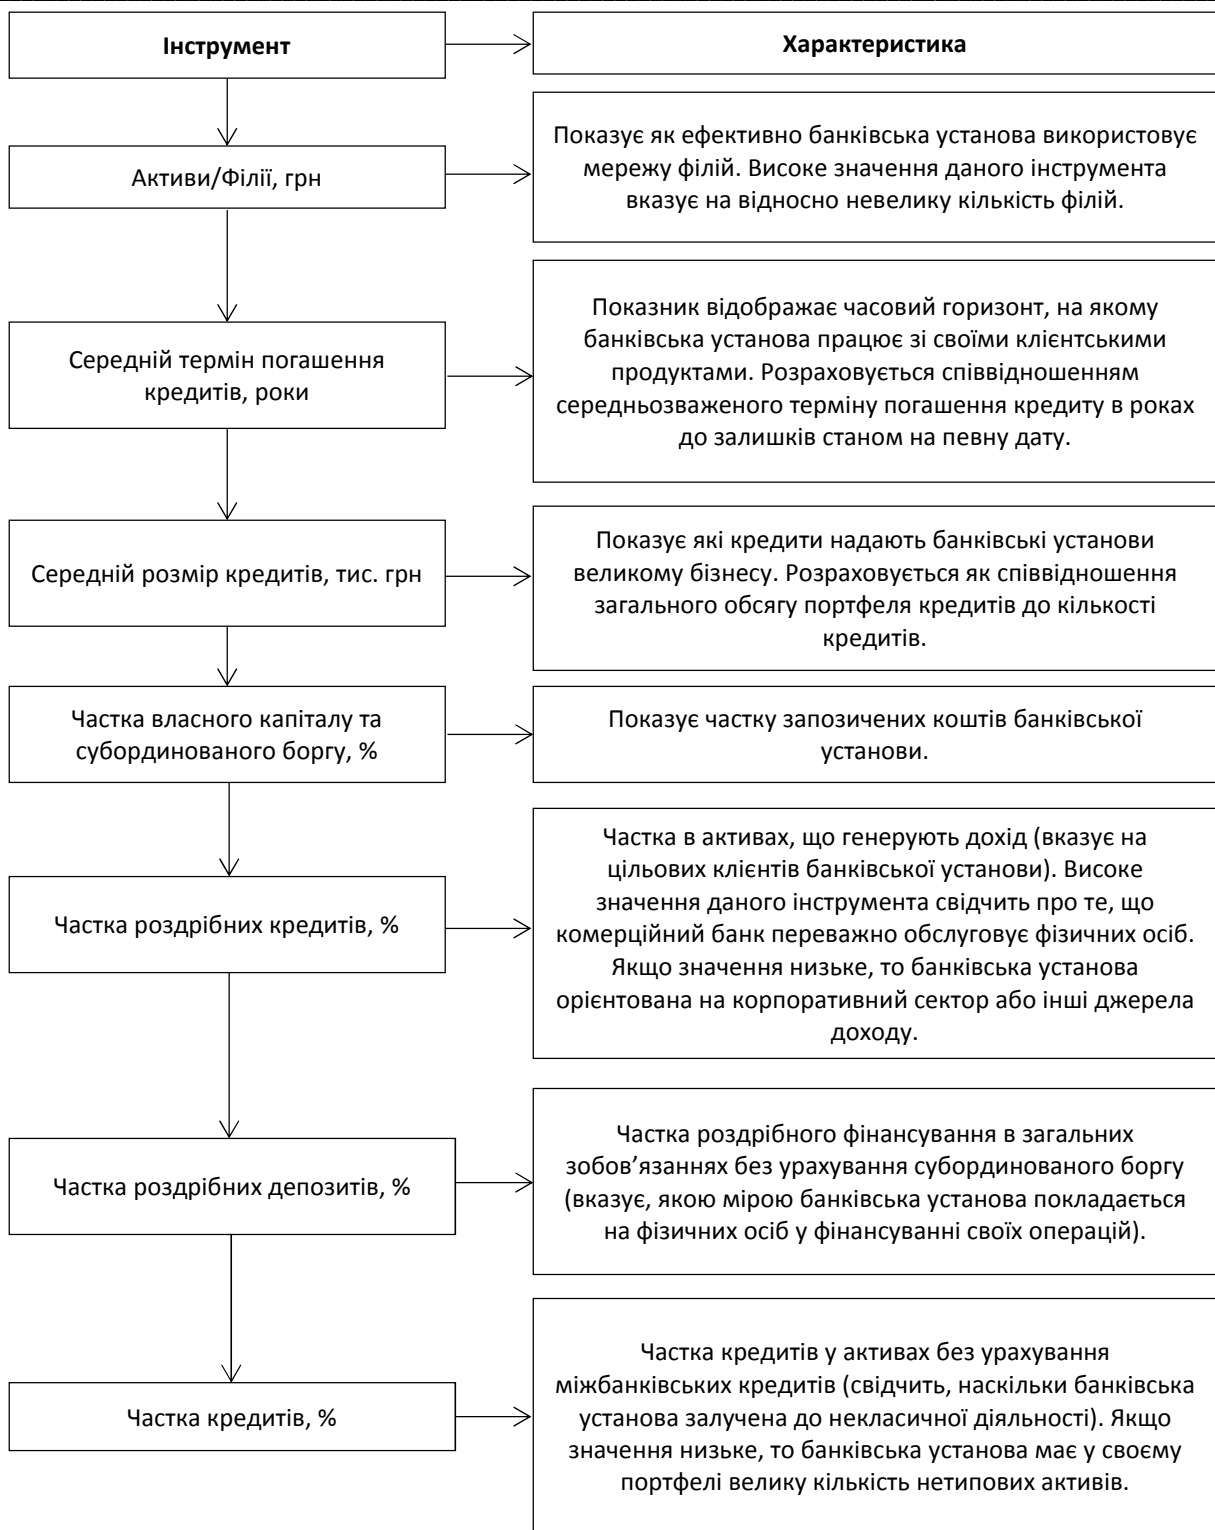 Інструмент
Характеристика
Активи/Філії, грн
Показує як ефективно банківська установа використовує
мережу філій. Високе значення даного інструмента
вказує на відносно невелику кількість філій.
Середній термін погашення
кредитів, роки
Показник відображає часовий горизонт, на якому
банківська установа працює зі своїми клієнтськими
продуктами. Розраховується співвідношенням
середньозваженого терміну погашення кредиту в роках
до залишків станом на певну дату.
Середній розмір кредитів, тис. грн
Показує які кредити надають банківські установи
великому бізнесу. Розраховується як співвідношення
загального обсягу портфеля кредитів до кількості
кредитів.
Частка власного капіталу та
субординованого боргу, %
Показує частку запозичених коштів банківської
установи.
Частка роздрібних кредитів, %
Частка в активах, що генерують дохід (вказує на
цільових клієнтів банківської установи). Високе
значення даного інструмента свідчить про те, що
комерційний банк переважно обслуговує фізичних осіб.
Якщо значення низьке, то банківська установа
орієнтована на корпоративний сектор або інші джерела
доходу.
Частка роздрібних депозитів, %
Частка роздрібного фінансування в загальних
зобов’язаннях без урахування субординованого боргу
(вказує, якою мірою банківська установа покладається
на фізичних осіб у фінансуванні своїх операцій).
Частка кредитів, %
Частка кредитів у активах без урахування
міжбанківських кредитів (свідчить, наскільки банківська
установа залучена до некласичної діяльності). Якщо
значення низьке, то банківська установа має у своєму
портфелі велику кількість нетипових активів.